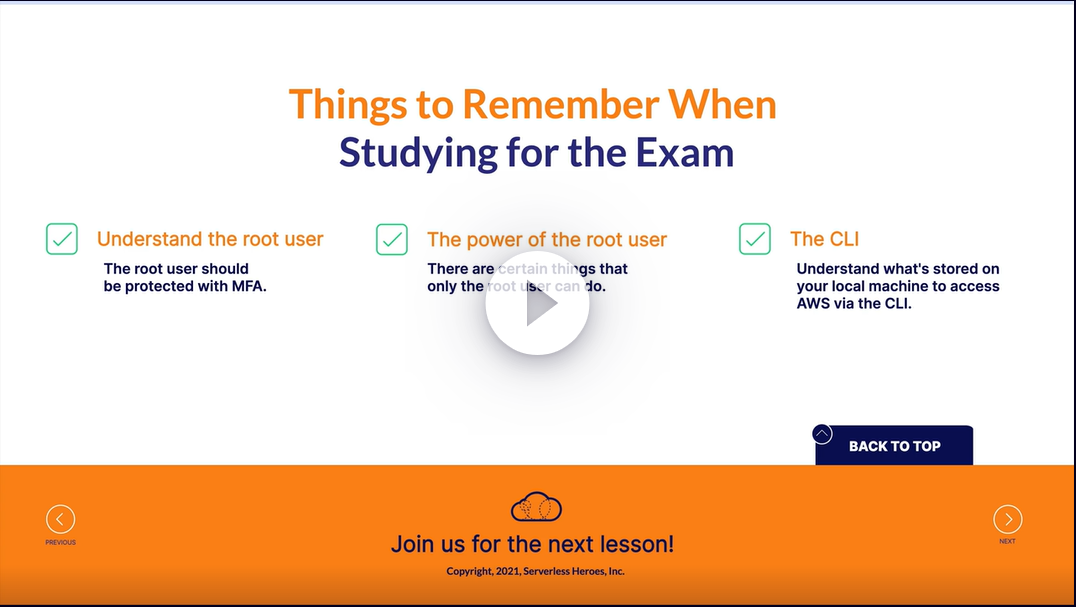 Things to Remember When
Studying for the Exam
Understand the root user
The root user should
be protected with MFA.
The power of the root user
There are certain things that
only the root user can do.
The CLI
Understand what's stored on
your local machine to access
AWS via the CLI.
BACK TO TOP
PREVIOUS
Join us for the next lesson!
Copyright, 2021, Serverless Heroes, Inc.
NEXT